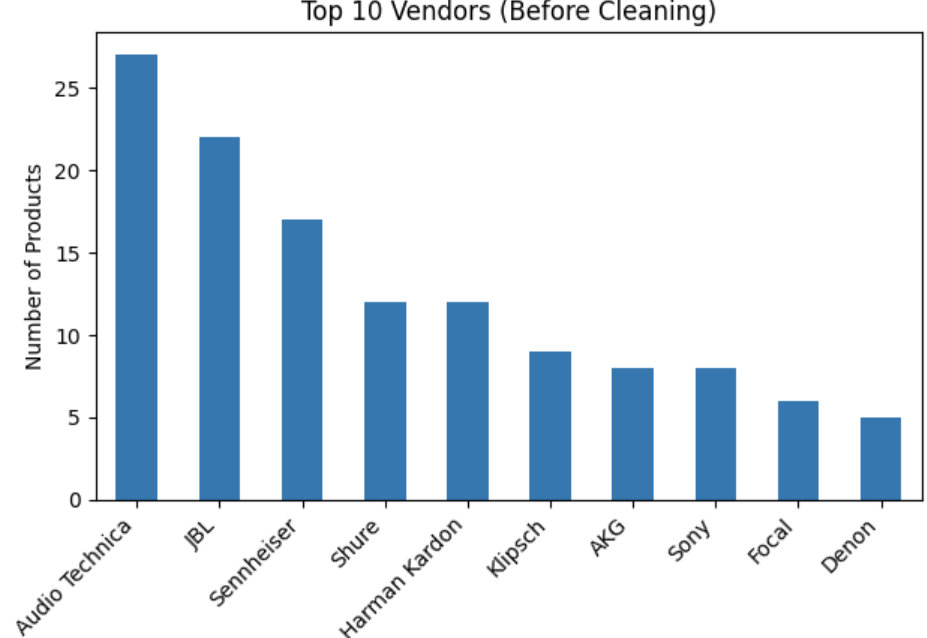 Top 10 Vendors (Before Cleaning)
Number of Products
25
20
15
10
5
0
Audio Technica
JBL
Sennheiser
Shure
Harman Kardon
Klipsch
AKG
Sony
Focal
Denon